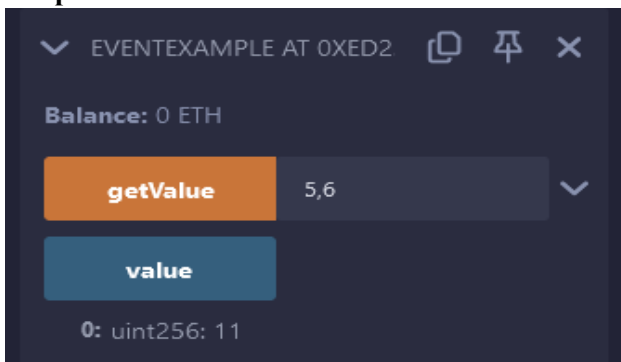 EVENTEXAMPLE AT 0XED2
Balance: 0 ETH
getValue 5,6
value
0: uint256: 11